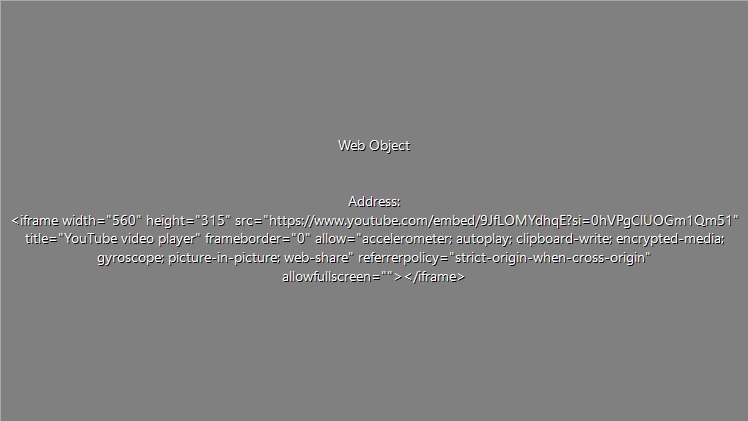 Web Object
Address:
<iframe width="560" height="315" src="https://www.youtube.com/embed/9JfLOMYdhqE?si=0hVPgClUOGm1Qm51"
title="YouTube video player" frameborder="0" allow="accelerometer; autoplay; clipboard-write; encrypted-media;
gyroscope; picture-in-picture; web-share" referrerpolicy="strict-origin-when-cross-origin"
allowfullscreen=""></iframe>